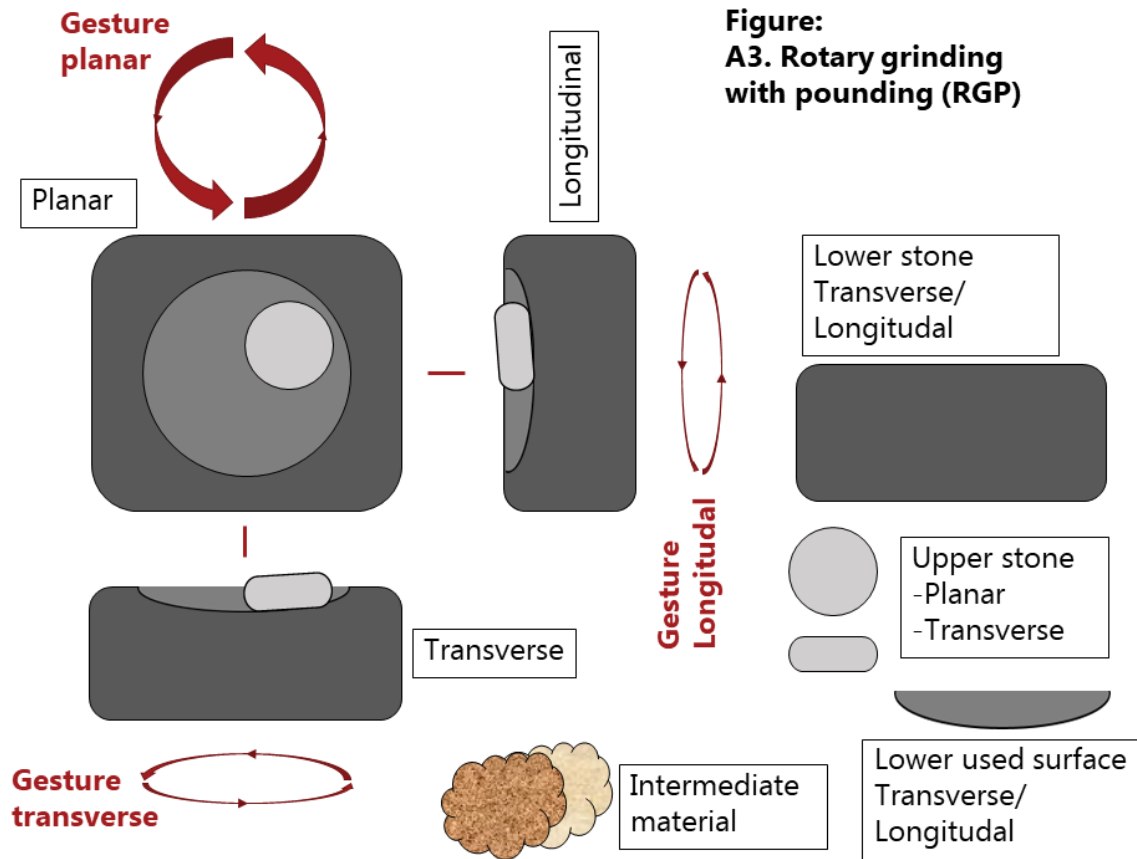 Gesture
planar
Figure:
A3. Rotary grinding
with pounding (RGP)
Planar
Longitudinal
Lower stone
Transverse/
Longitudal
Gesture
Longitudal
Upper stone
-Planar
-Transverse
Transverse
Gesture
transverse
Intermediate
material
Lower used surface
Transverse/
Longitudal